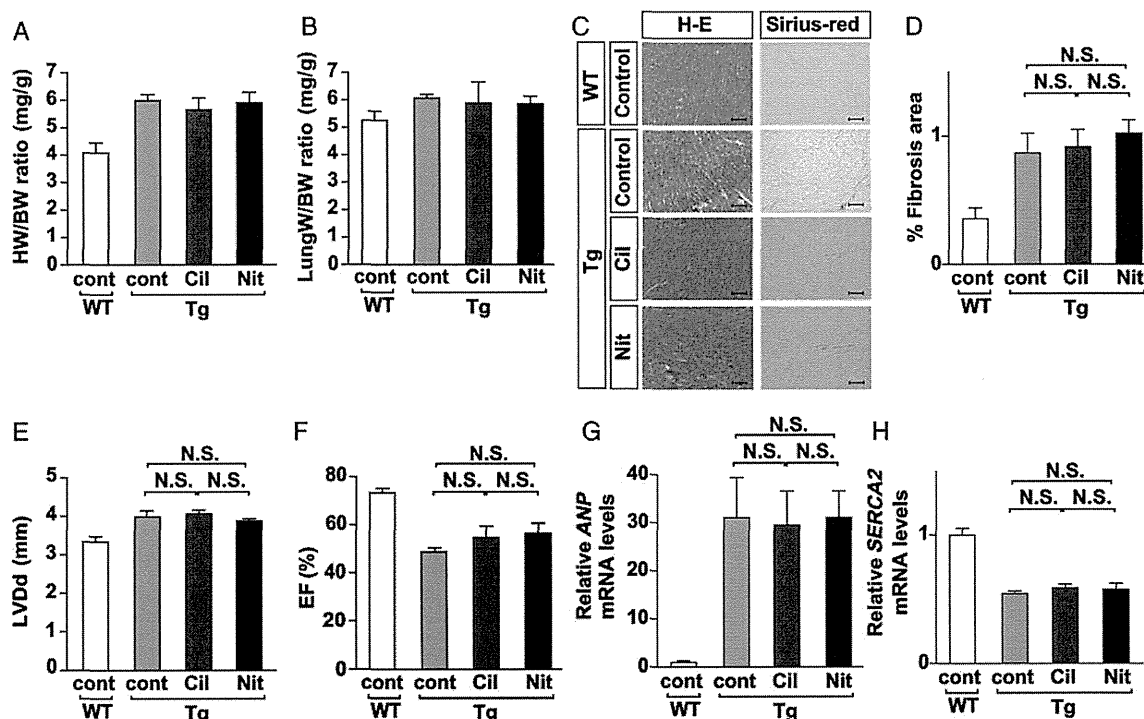 A
HW/BW ratio (mg/g)
7
6
5
4
3
2
1
0
cont
cont
Cil
Nit
WT
Tg
B
LungW/BW ratio (mg/g)
7
6
5
4
3
2
1
0
cont
cont
Cil
Nit
WT
Tg
C
H-E
Sirius-red
WT
Control
Tg
Control
Cil
Nit
D
N.S.
N.S.
N.S.
% Fibrosis area
1
0
cont
cont
Cil
Nit
WT
Tg
E
N.S.
N.S.
N.S.
LVDd (mm)
5
4
3
2
1
0
cont
cont
Cil
Nit
WT
Tg
F
N.S.
N.S.
N.S.
EF (%)
80
60
40
20
0
cont
cont
Cil
Nit
WT
Tg
G
N.S.
N.S.
N.S.
Relative ANP
mRNA levels
40
30
20
10
0
cont
cont
Cil
Nit
WT
Tg
H
N.S.
N.S.
N.S.
Relative SERCA2
mRNA levels
1
0
cont
cont
Cil
Nit
WT
Tg